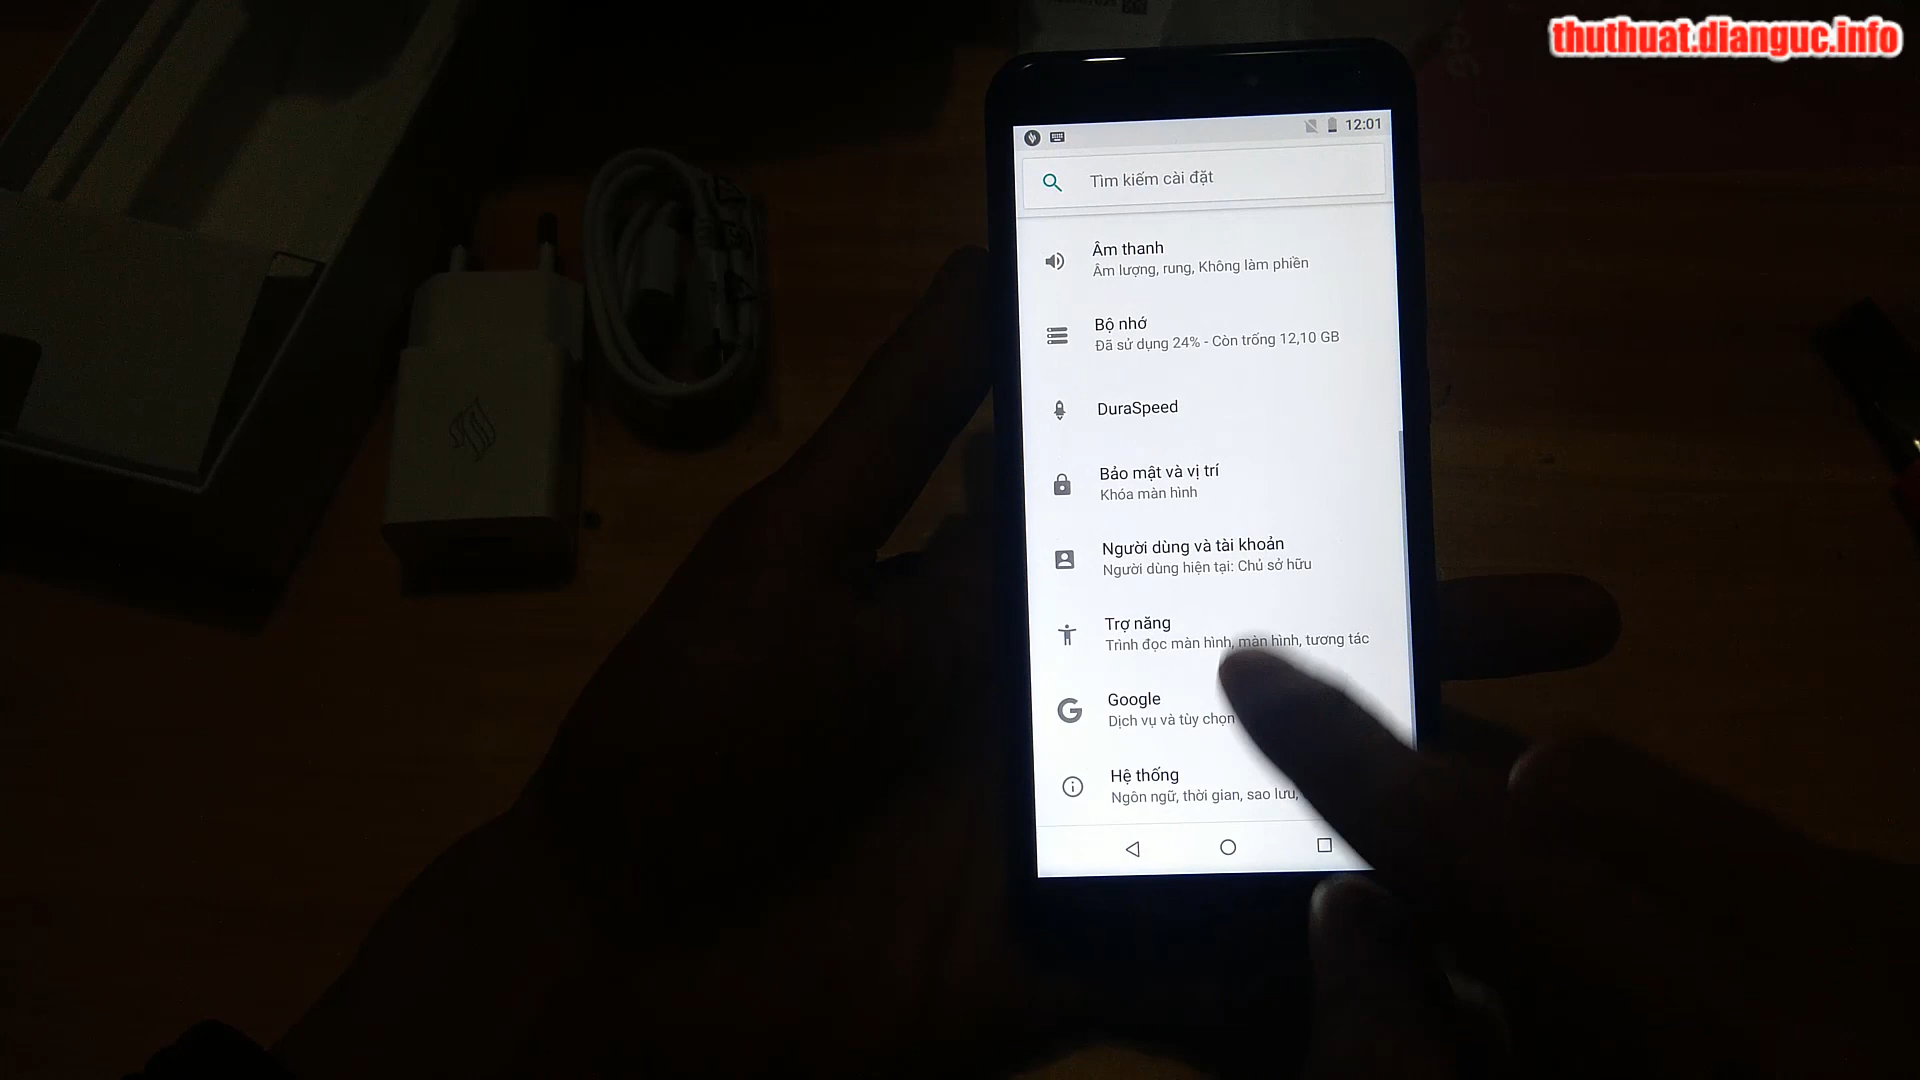 thuthuat.dianguc.info
12:01
Tìm kiếm cài đặt
Âm thanh
Âm lượng, rung, Không làm phiền
Bộ nhớ
Đã sử dụng 24% - Còn trống 12,10 GB
DuraSpeed
Bảo mật và vị trí
Khóa màn hình
Người dùng và tài khoản
Người dùng hiện tại: Chủ sở hữu
Trợ năng
Trình đọc màn hình, màn hình, tương tác
Google
Dịch vụ và tùy chọn
Hệ thống
Ngôn ngữ, thời gian, sao lưu,